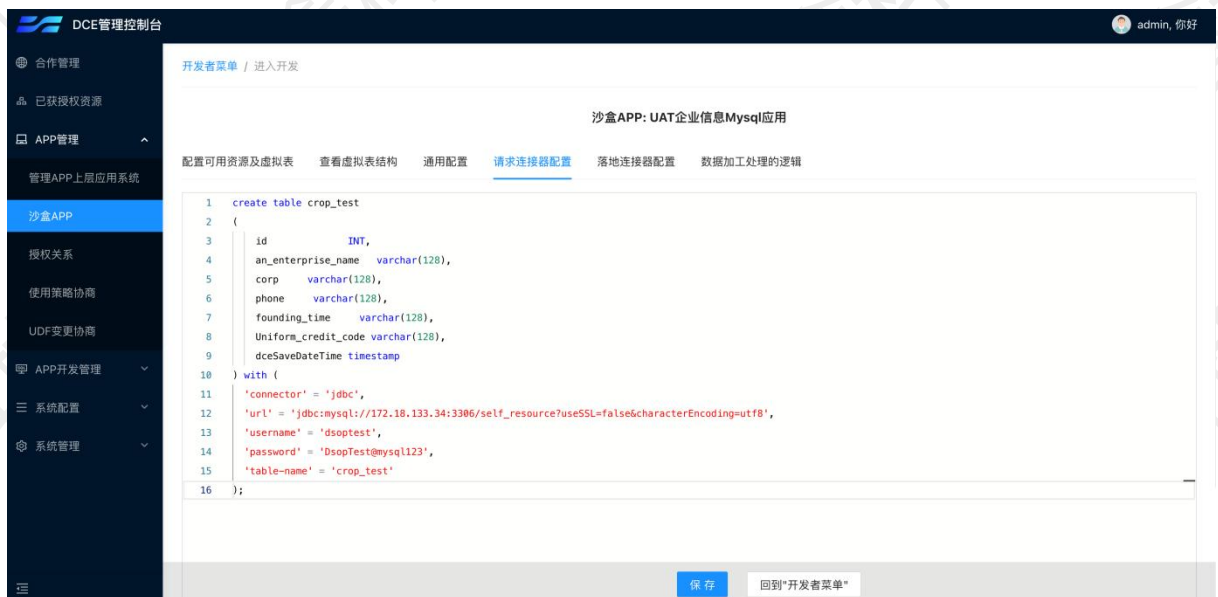 DCE管理控制台
admin, 你好
合作管理
已获授权资源
APP管理
管理APP上层应用系统
沙盒APP
授权关系
使用策略协商
UDF变更协商
APP开发管理
系统配置
系统管理
开发者菜单 / 进入开发
沙盒APP: UAT企业信息Mysql应用
配置可用资源及虚拟表 查看虚拟表结构 通用配置 请求连接器配置 落地连接器配置 数据加工处理的逻辑
1 create table crop_test
2 (
3 id INT,
4 an_enterprise_name varchar(128),
5 corp varchar(128),
6 phone varchar(128),
7 founding_time varchar(128),
8 Uniform_credit_code varchar(128),
9 dceSaveDateTime timestamp
10 ) with (
11 'connector' = 'jdbc',
12 'url' = 'jdbc:mysql://172.18.133.34:3306/self_resource?useSSL=false&characterEncoding=utf8',
13 'username' = 'dsoptest',
14 'password' = 'DsopTest@mysql123',
15 'table-name' = 'crop_test'
16 );
保存 回到"开发者菜单"